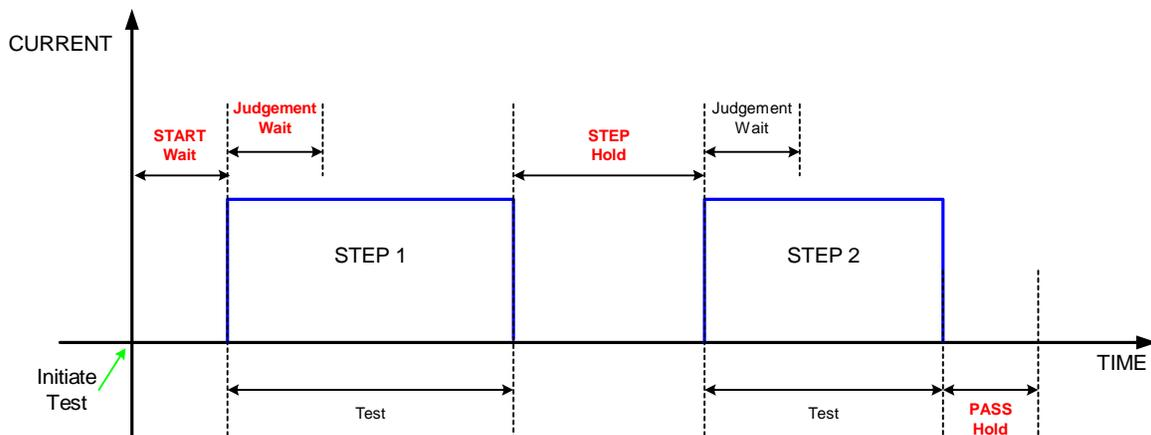 CURRENT
Judgement
Wait
START
Wait
STEP
Hold
Judgement
Wait
STEP 1
STEP 2
TIME
Initiate
Test
Test
Test
PASS
Hold